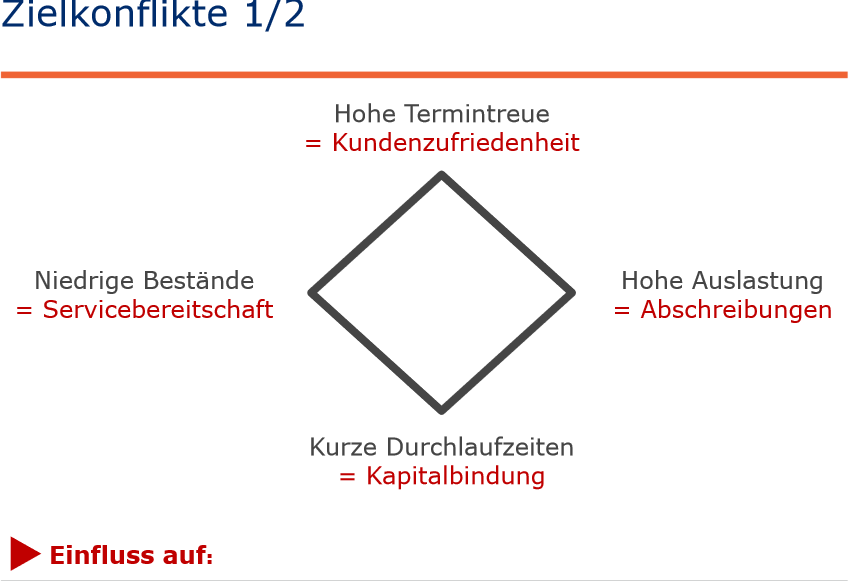 Zielkonflikte 1/2
Hohe Termintreue
= Kundenzufriedenheit
Niedrige Bestände
= Servicebereitschaft
Hohe Auslastung
= Abschreibungen
Kurze Durchlaufzeiten
= Kapitalbindung
Einfluss auf: